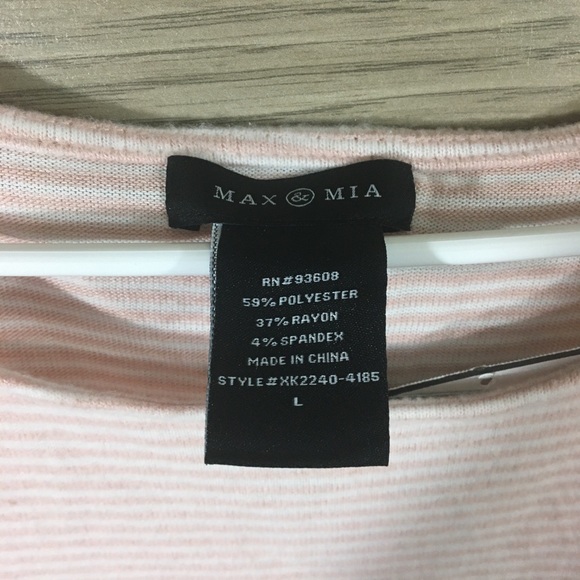 MAX & MIA
RN#93608
59% POLYESTER
37% RAYON
4% SPANDEX
MADE IN CHINA
STYLE#XK2240-4185
L